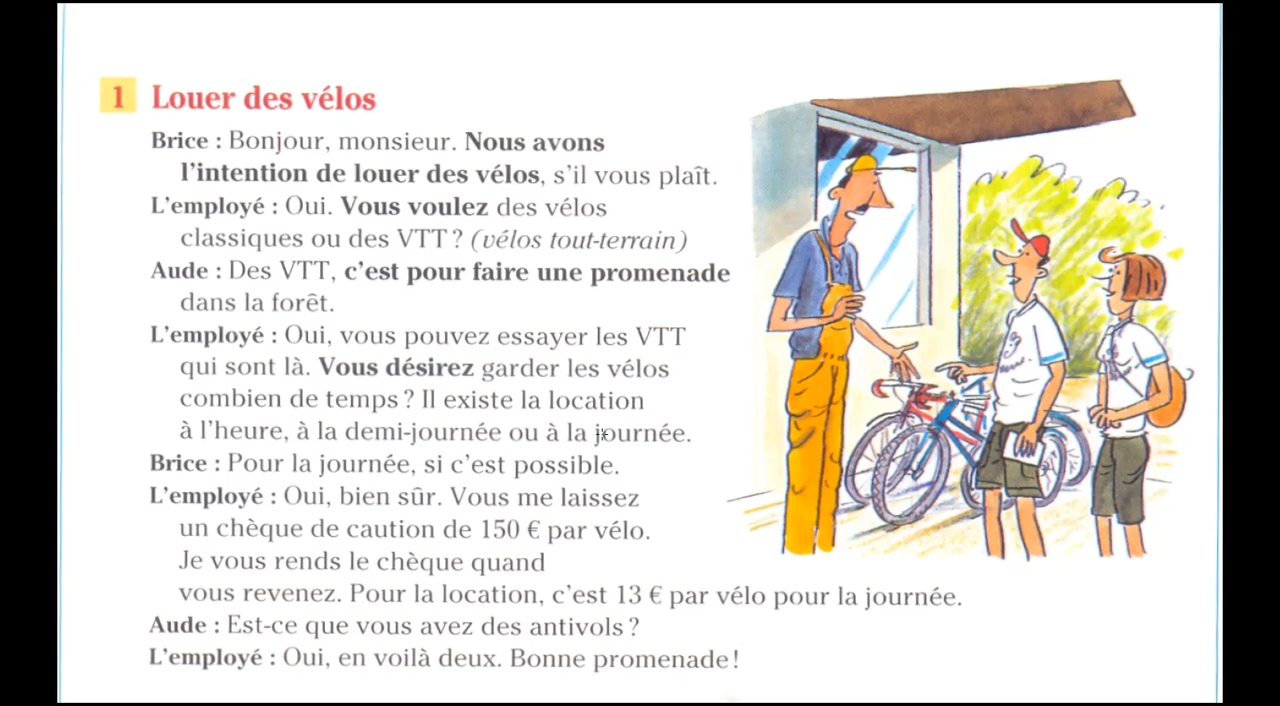 1 Louer des vélos
Brice : Bonjour, monsieur. Nous avons
l'intention de louer des vélos, s'il vous plaît.
L'employé : Oui. Vous voulez des vélos
classiques ou des VTT ? (vélos tout-terrain)
Aude : Des VTT, c'est pour faire une promenade
dans la forêt.
L'employé : Oui, vous pouvez essayer les VTT
qui sont là. Vous désirez garder les vélos
combien de temps ? Il existe la location
à l'heure, à la demi-journée ou à la journée.
Brice : Pour la journée, si c'est possible.
L'employé : Oui, bien sûr. Vous me laissez
un chèque de caution de 150 € par vélo.
Je vous rends le chèque quand
vous revenez. Pour la location, c'est 13 € par vélo pour la journée.
Aude : Est-ce que vous avez des antivols ?
L'employé : Oui, en voilà deux. Bonne promenade !